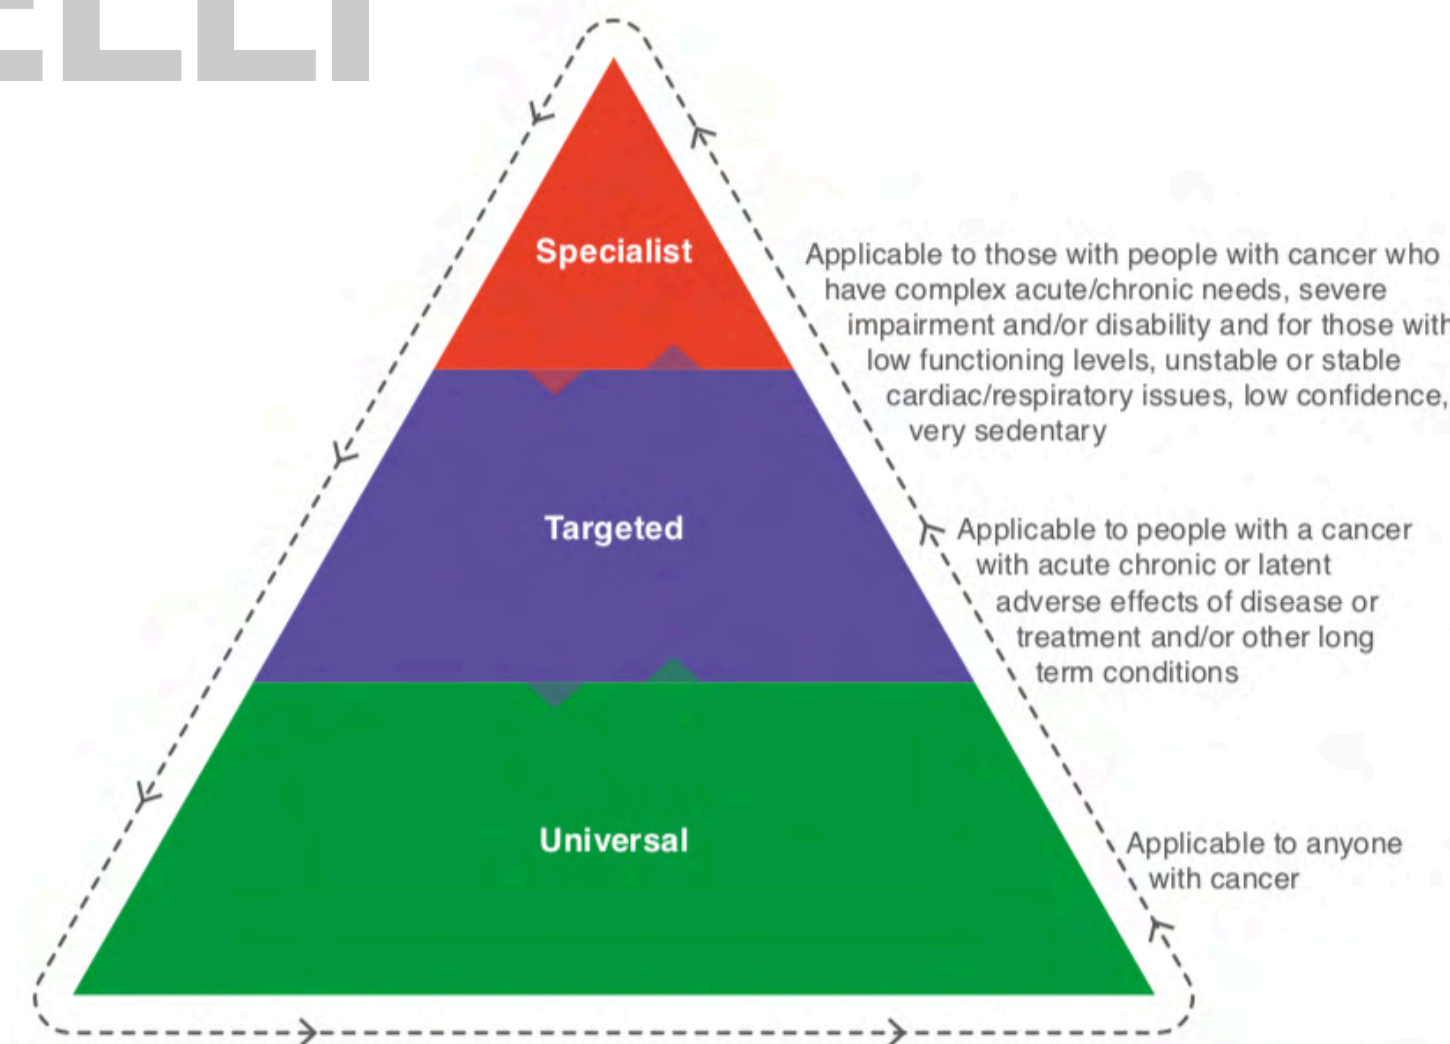 Specialist
Applicable to those with people with cancer who
have complex acute/chronic needs, severe
impairment and/or disability and for those with
low functioning levels, unstable or stable
cardiac/respiratory issues, low confidence,
very sedentary
Targeted
Applicable to people with a cancer
with acute chronic or latent
adverse effects of disease or
treatment and/or other long
term conditions
Universal
Applicable to anyone
with cancer